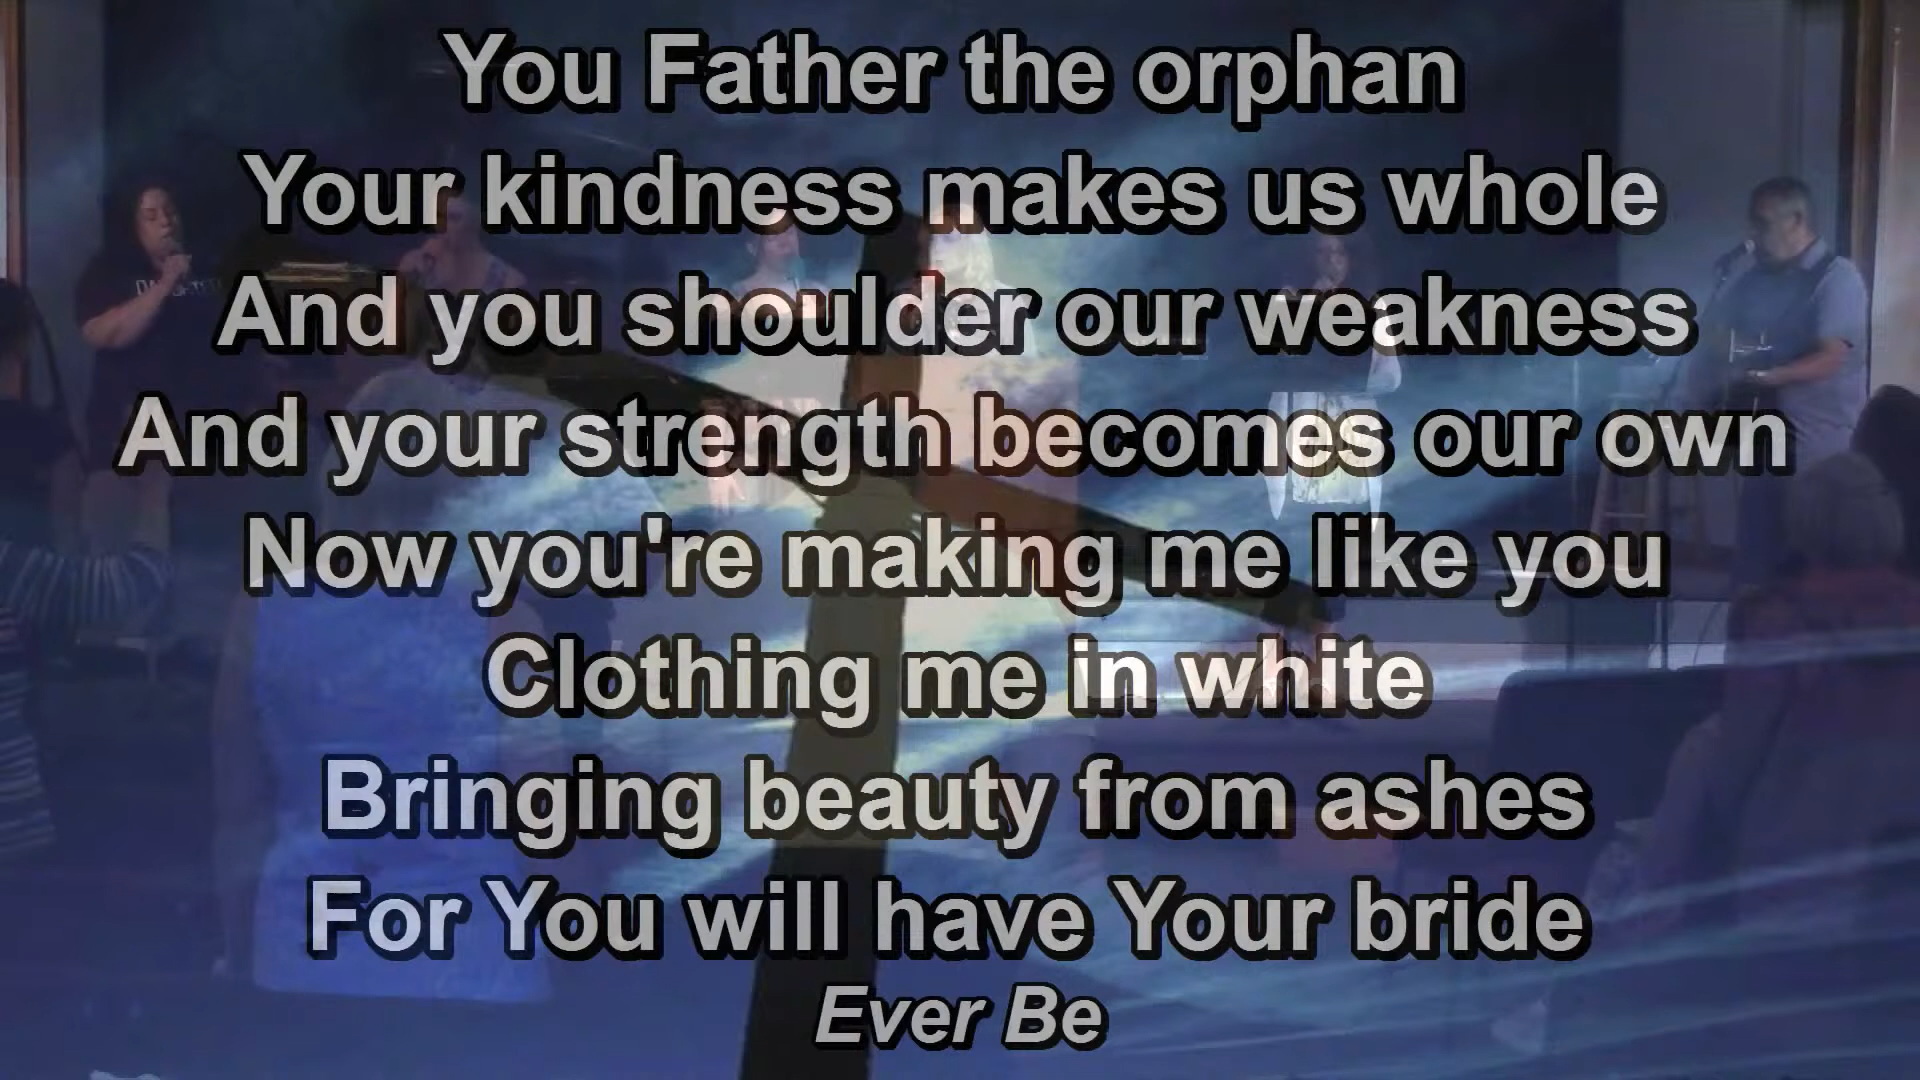 You Father the orphan
Your kindness makes us whole
And you shoulder our weakness
And your strength becomes our own
Now you're making me like you
Clothing me in white
Bringing beauty from ashes
For You will have Your bride
Ever Be